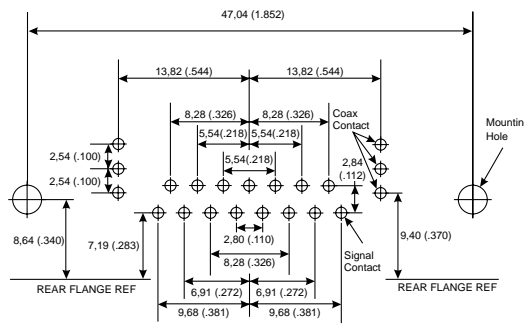 47,04 (1.852)
13,82 (.544)
13,82 (.544)
8,28 (.326)
8,28 (.326)
Coax
Contact
Mountin
Hole
5,54(.218)
5,54(.218)
2,54 (.100)
5,54(.218)
2,84
(.112)
2,54 (.100)
8,64 (.340)
7,19 (.283)
2,80 (.110)
9,40 (.370)
Signal
Contact
8,28 (.326)
REAR FLANGE REF
REAR FLANGE REF
6,91 (.272)
6,91 (.272)
9,68 (.381)
9,68 (.381)